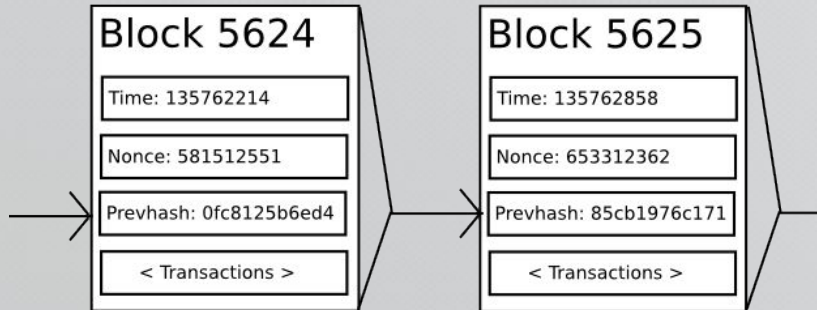 Block 5624
Time: 135762214
Nonce: 581512551
Prevhash: 0fc8125b6ed4
< Transactions >
Block 5625
Time: 135762858
Nonce: 653312362
Prevhash: 85cb1976c171
< Transactions >